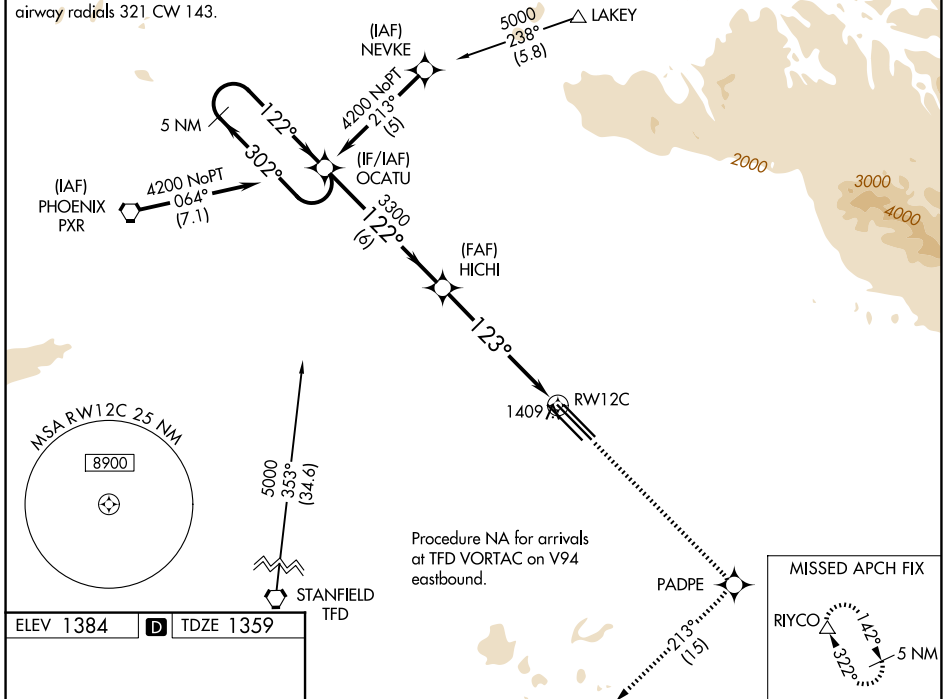 airway radials 321 CW 143.
5000
238°
(5.8)
LAKEY
(IAF)
NEVKE
4200 NoPT
213°
(5)
5 NM
122°
302°
(IF/IAF)
OCATU
(IAF)
PHOENIX
PXR
4200 NoPT
064°
(7.1)
3300
122°
(6)
(FAF)
HICHI
2000
3000
4000
123°
1409
RW12C
MSA RW12C 25 NM
8900
5000
353°
(34.6)
Procedure NA for arrivals
at TFD VORTAC on V94
eastbound.
STANFIELD
TFD
PADPE
213°
(15)
MISSED APCH FIX
RIYCO
142°
322°
5 NM
ELEV 1384 D TDZE 1359